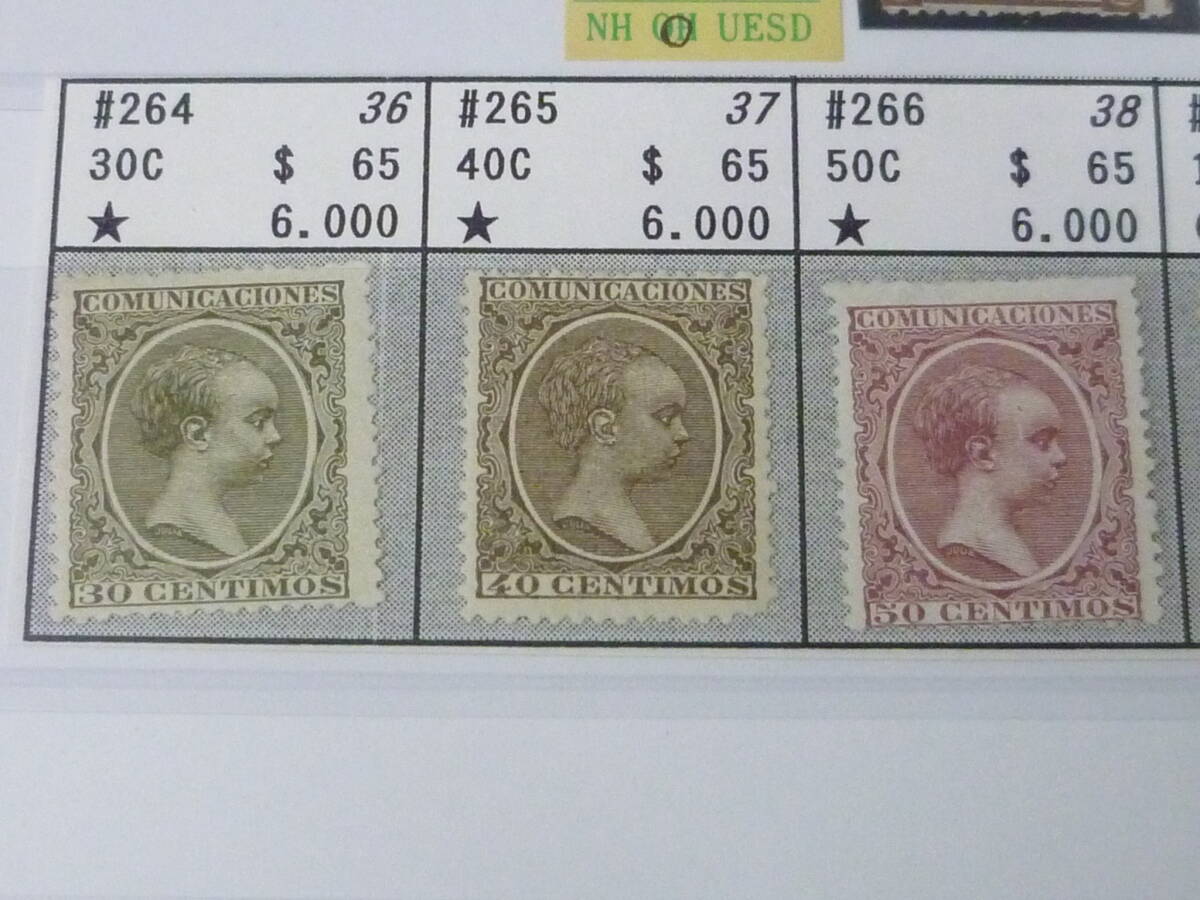 NH OH UESD
#264 36
30C $ 65
★ 6.000
#265 37
40C $ 65
★ 6.000
#266 38
50C $ 65
★ 6.000
COMUNICACIONES
30 CENTIMOS
COMUNICACIONES
40 CENTIMOS
COMUNICACIONES
50 CENTIMOS